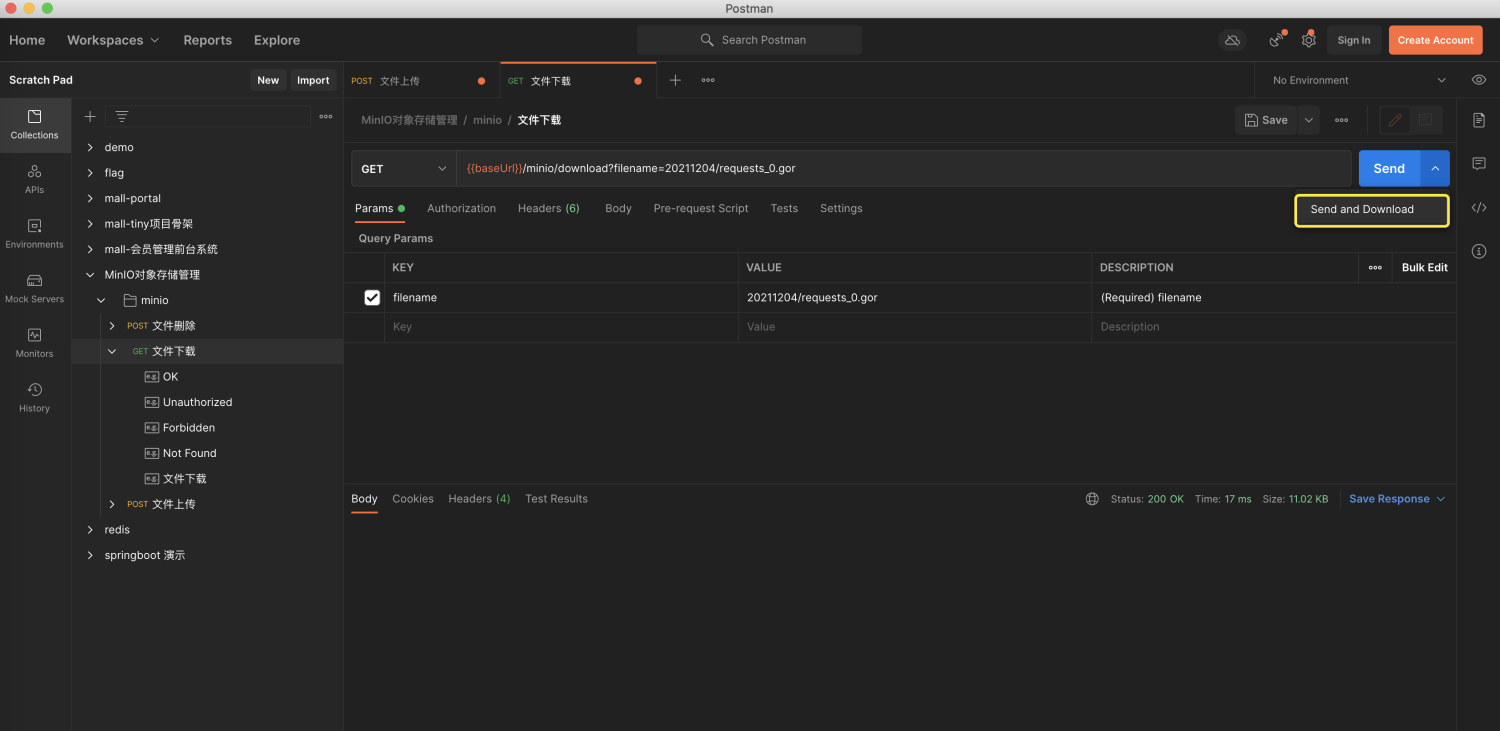 Postman
Home Workspaces Reports Explore Search Postman Sign In Create Account
Scratch Pad New Import POST 文件上传 GET 文件下载 No Environment
Collections
APIs
Environments
Mock Servers
Monitors
History
demo
flag
mall-portal
mall-tiny项目骨架
mall-会员管理前台系统
MinIO对象存储管理
minio
POST 文件删除
GET 文件下载
e.g. OK
e.g. Unauthorized
e.g. Forbidden
e.g. Not Found
e.g. 文件下载
POST 文件上传
redis
springboot 演示
MinIO对象存储管理 / minio / 文件下载 Save
GET {{baseUrl}}/minio/download?filename=20211204/requests_0.gor Send
Params Authorization Headers (6) Body Pre-request Script Tests Settings Send and Download
Query Params
KEY VALUE DESCRIPTION Bulk Edit
filename 20211204/requests_0.gor (Required) filename
Key Value Description
Body Cookies Headers (4) Test Results Status: 200 OK Time: 17 ms Size: 11.02 KB Save Response